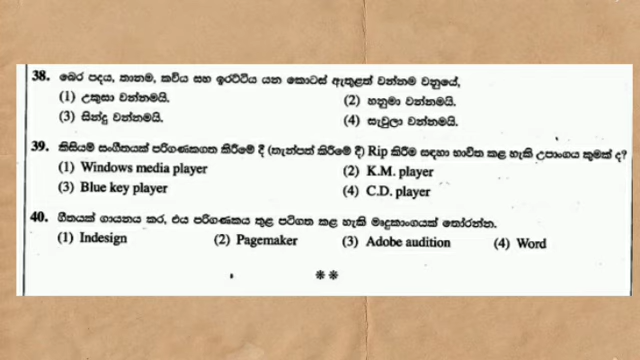 38. බෙර පදය, තානම, කවිය සහ ඉරට්ටිය යන කොටස් ඇතුළත් වන්නම වනුයේ,
(1) උකුසා වන්නමයි. (2) හනුමා වන්නමයි.
(3) සින්දු වන්නමයි. (4) සැවුලා වන්නමයි.
39. කිසියම් සංගීතයක් පරිගණකගත කිරීමේ දී (තැන්පත් කිරීමේ දී) Rip කිරීම සඳහා භාවිත කළ හැකි උපාංගය කුමක් ද?
(1) Windows media player (2) K.M. player
(3) Blue key player (4) C.D. player
40. ගීතයක් ගායනය කර, එය පරිගණකය තුළ පටිගත කළ හැකි මෘදුකාංගයක් තෝරන්න.
(1) Indesign (2) Pagemaker (3) Adobe audition (4) Word
**